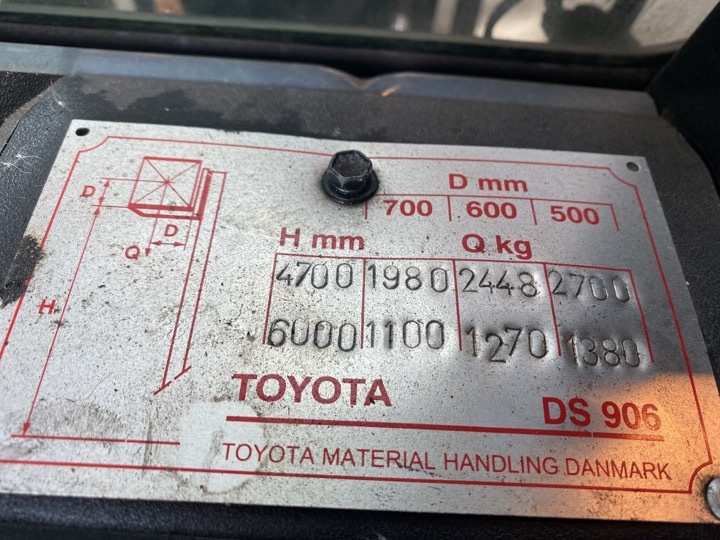 D mm
700 600 500
H mm Q kg
4700 1980 2448 2700
6000 1100 1270 1380
D
D
Q
H
TOYOTA
DS 906
TOYOTA MATERIAL HANDLING DANMARK